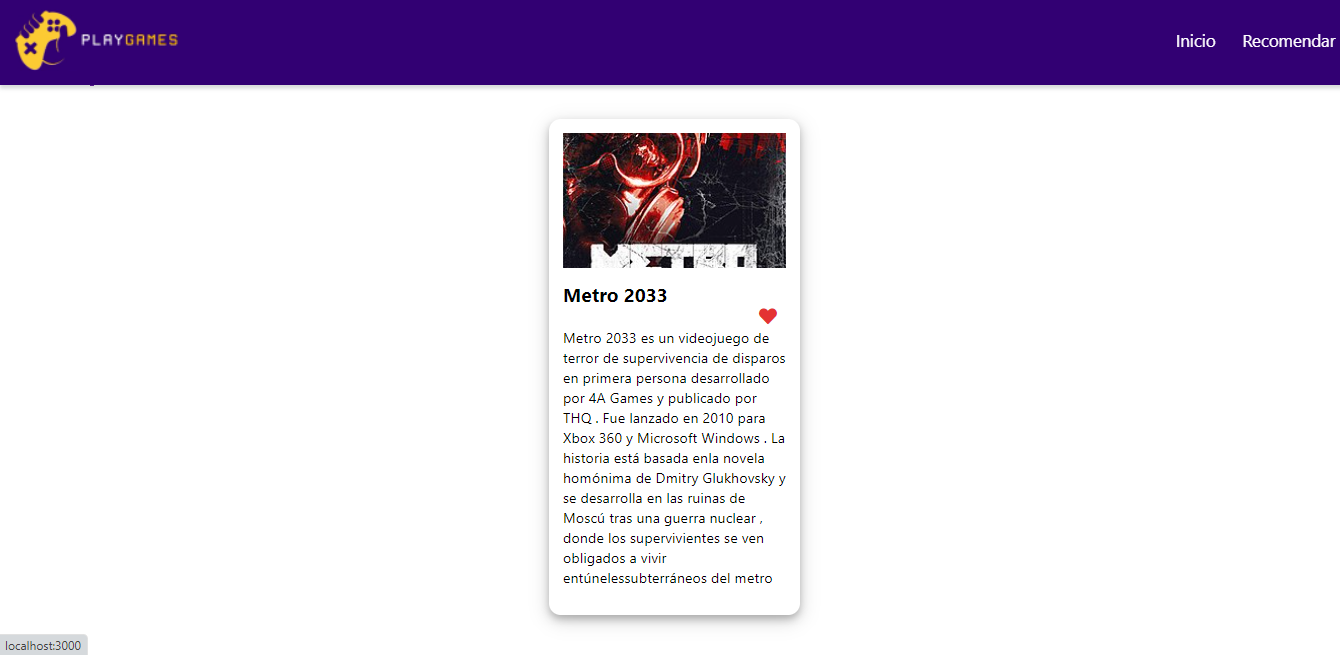 PLAYGAMES
Inicio Recomendar
METRO
Metro 2033
Metro 2033 es un videojuego de
terror de supervivencia de disparos
en primera persona desarrollado
por 4A Games y publicado por
THQ . Fue lanzado en 2010 para
Xbox 360 y Microsoft Windows . La
historia está basada enla novela
homónima de Dmitry Glukhovsky y
se desarrolla en las ruinas de
Moscú tras una guerra nuclear ,
donde los supervivientes se ven
obligados a vivir
entúnelessubterráneos del metro
localhost:3000